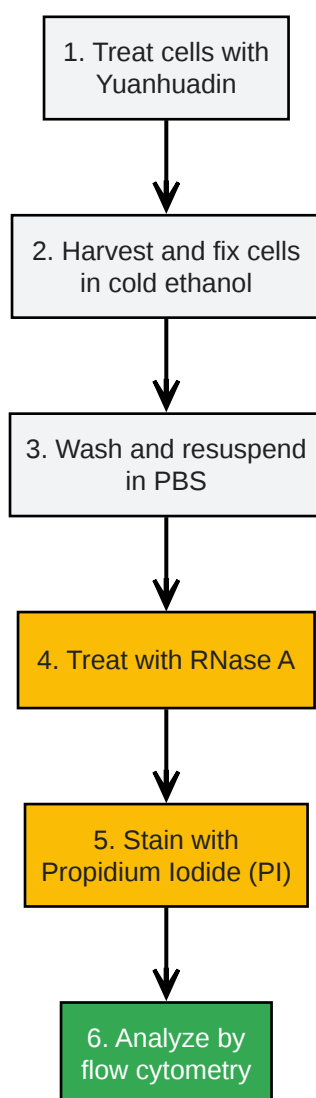 1. Treat cells with
Yuanhuadin
2. Harvest and fix cells
in cold ethanol
3. Wash and resuspend
in PBS
4. Treat with RNase A
5. Stain with
Propidium Iodide (PI)
6. Analyze by
flow cytometry